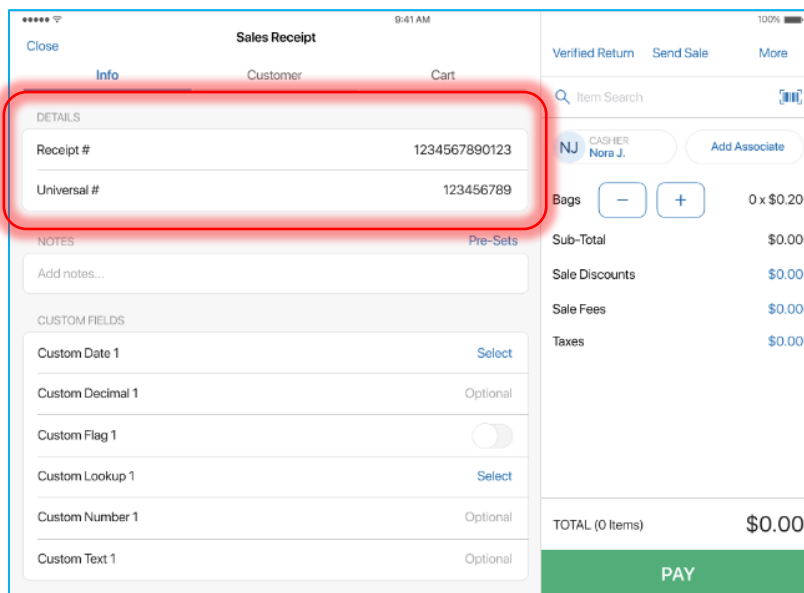 9:41 AM
100%
Close
Sales Receipt
Verified Return Send Sale More
Info Customer Cart
Item Search
DETAILS
Receipt # 1234567890123
Universal # 123456789
NJ CASHIER
Nora J.
Add Associate
Bags − + 0 x $0.20
NOTES Pre-Sets
Add notes...
Sub-Total $0.00
Sale Discounts $0.00
Sale Fees $0.00
Taxes $0.00
CUSTOM FIELDS
Custom Date 1 Select
Custom Decimal 1 Optional
Custom Flag 1
Custom Lookup 1 Select
Custom Number 1 Optional
Custom Text 1 Optional
TOTAL (0 Items) $0.00
PAY